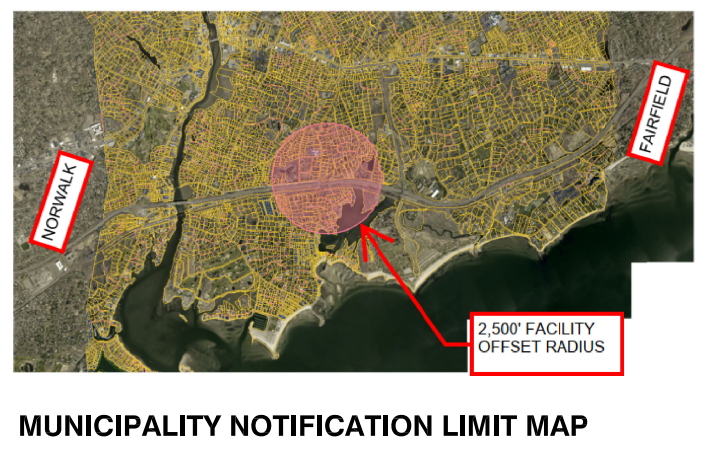 NORWALK
FAIRFIELD
2,500' FACILITY
OFFSET RADIUS
MUNICIPALITY NOTIFICATION LIMIT MAP